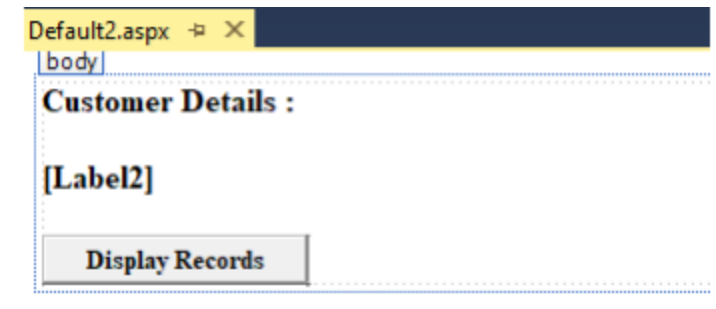 Default2.aspx
body
Customer Details :
[Label2]
Display Records